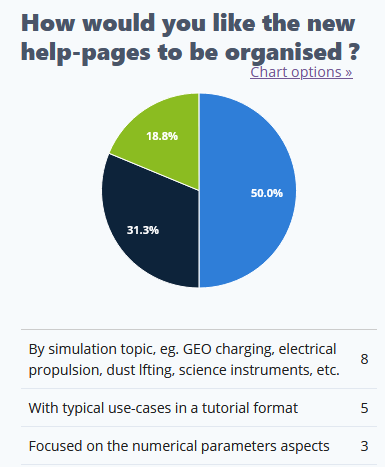 How would you like the new
help-pages to be organised ?
Chart options »
18.8%
50.0%
31.3%
By simulation topic, eg. GEO charging, electrical 8
propulsion, dust lfting, science instruments, etc.
With typical use-cases in a tutorial format 5
Focused on the numerical parameters aspects 3